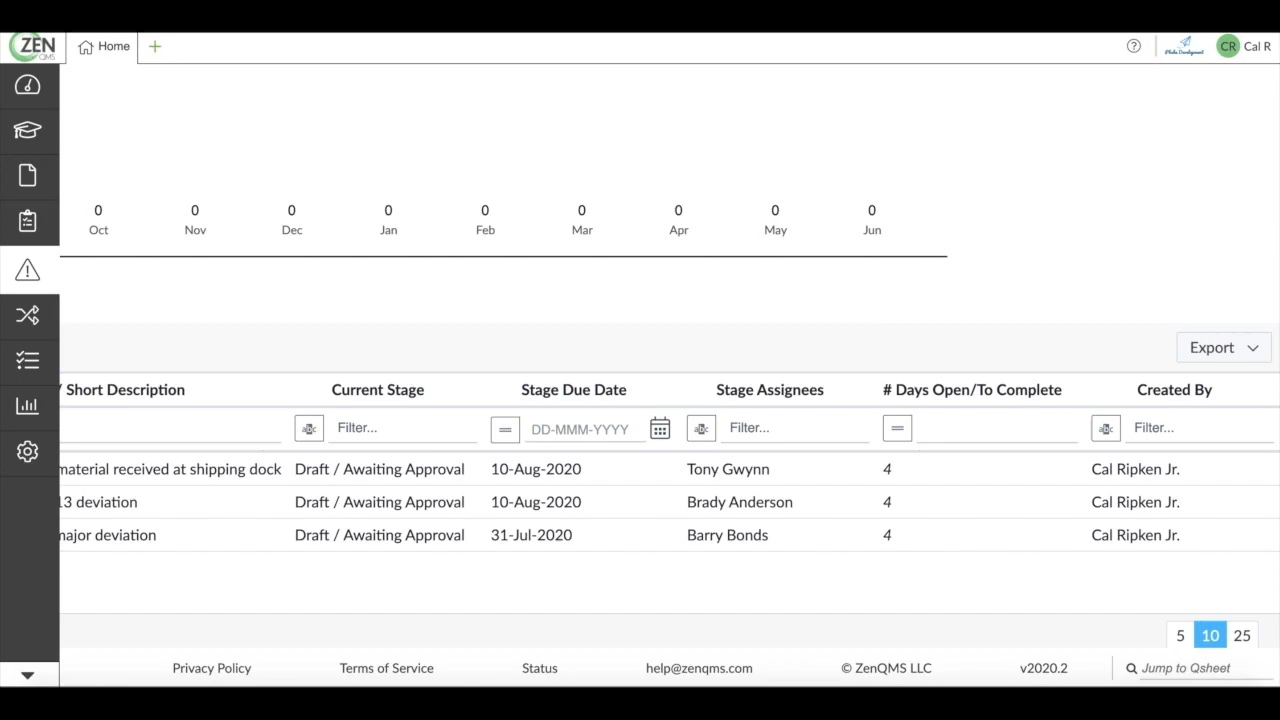 ZEN
QMS
Home
CR Cal R
0 0 0 0 0 0 0 0 0
Oct Nov Dec Jan Feb Mar Apr May Jun
Export
/ Short Description Current Stage Stage Due Date Stage Assignees # Days Open/To Complete Created By
Filter... DD-MMM-YYYY Filter... Filter...
material received at shipping dock Draft / Awaiting Approval 10-Aug-2020 Tony Gwynn 4 Cal Ripken Jr.
13 deviation Draft / Awaiting Approval 10-Aug-2020 Brady Anderson 4 Cal Ripken Jr.
major deviation Draft / Awaiting Approval 31-Jul-2020 Barry Bonds 4 Cal Ripken Jr.
5 10 25
Privacy Policy Terms of Service Status help@zenqms.com © ZenQMS LLC v2020.2 Jump to Qsheet